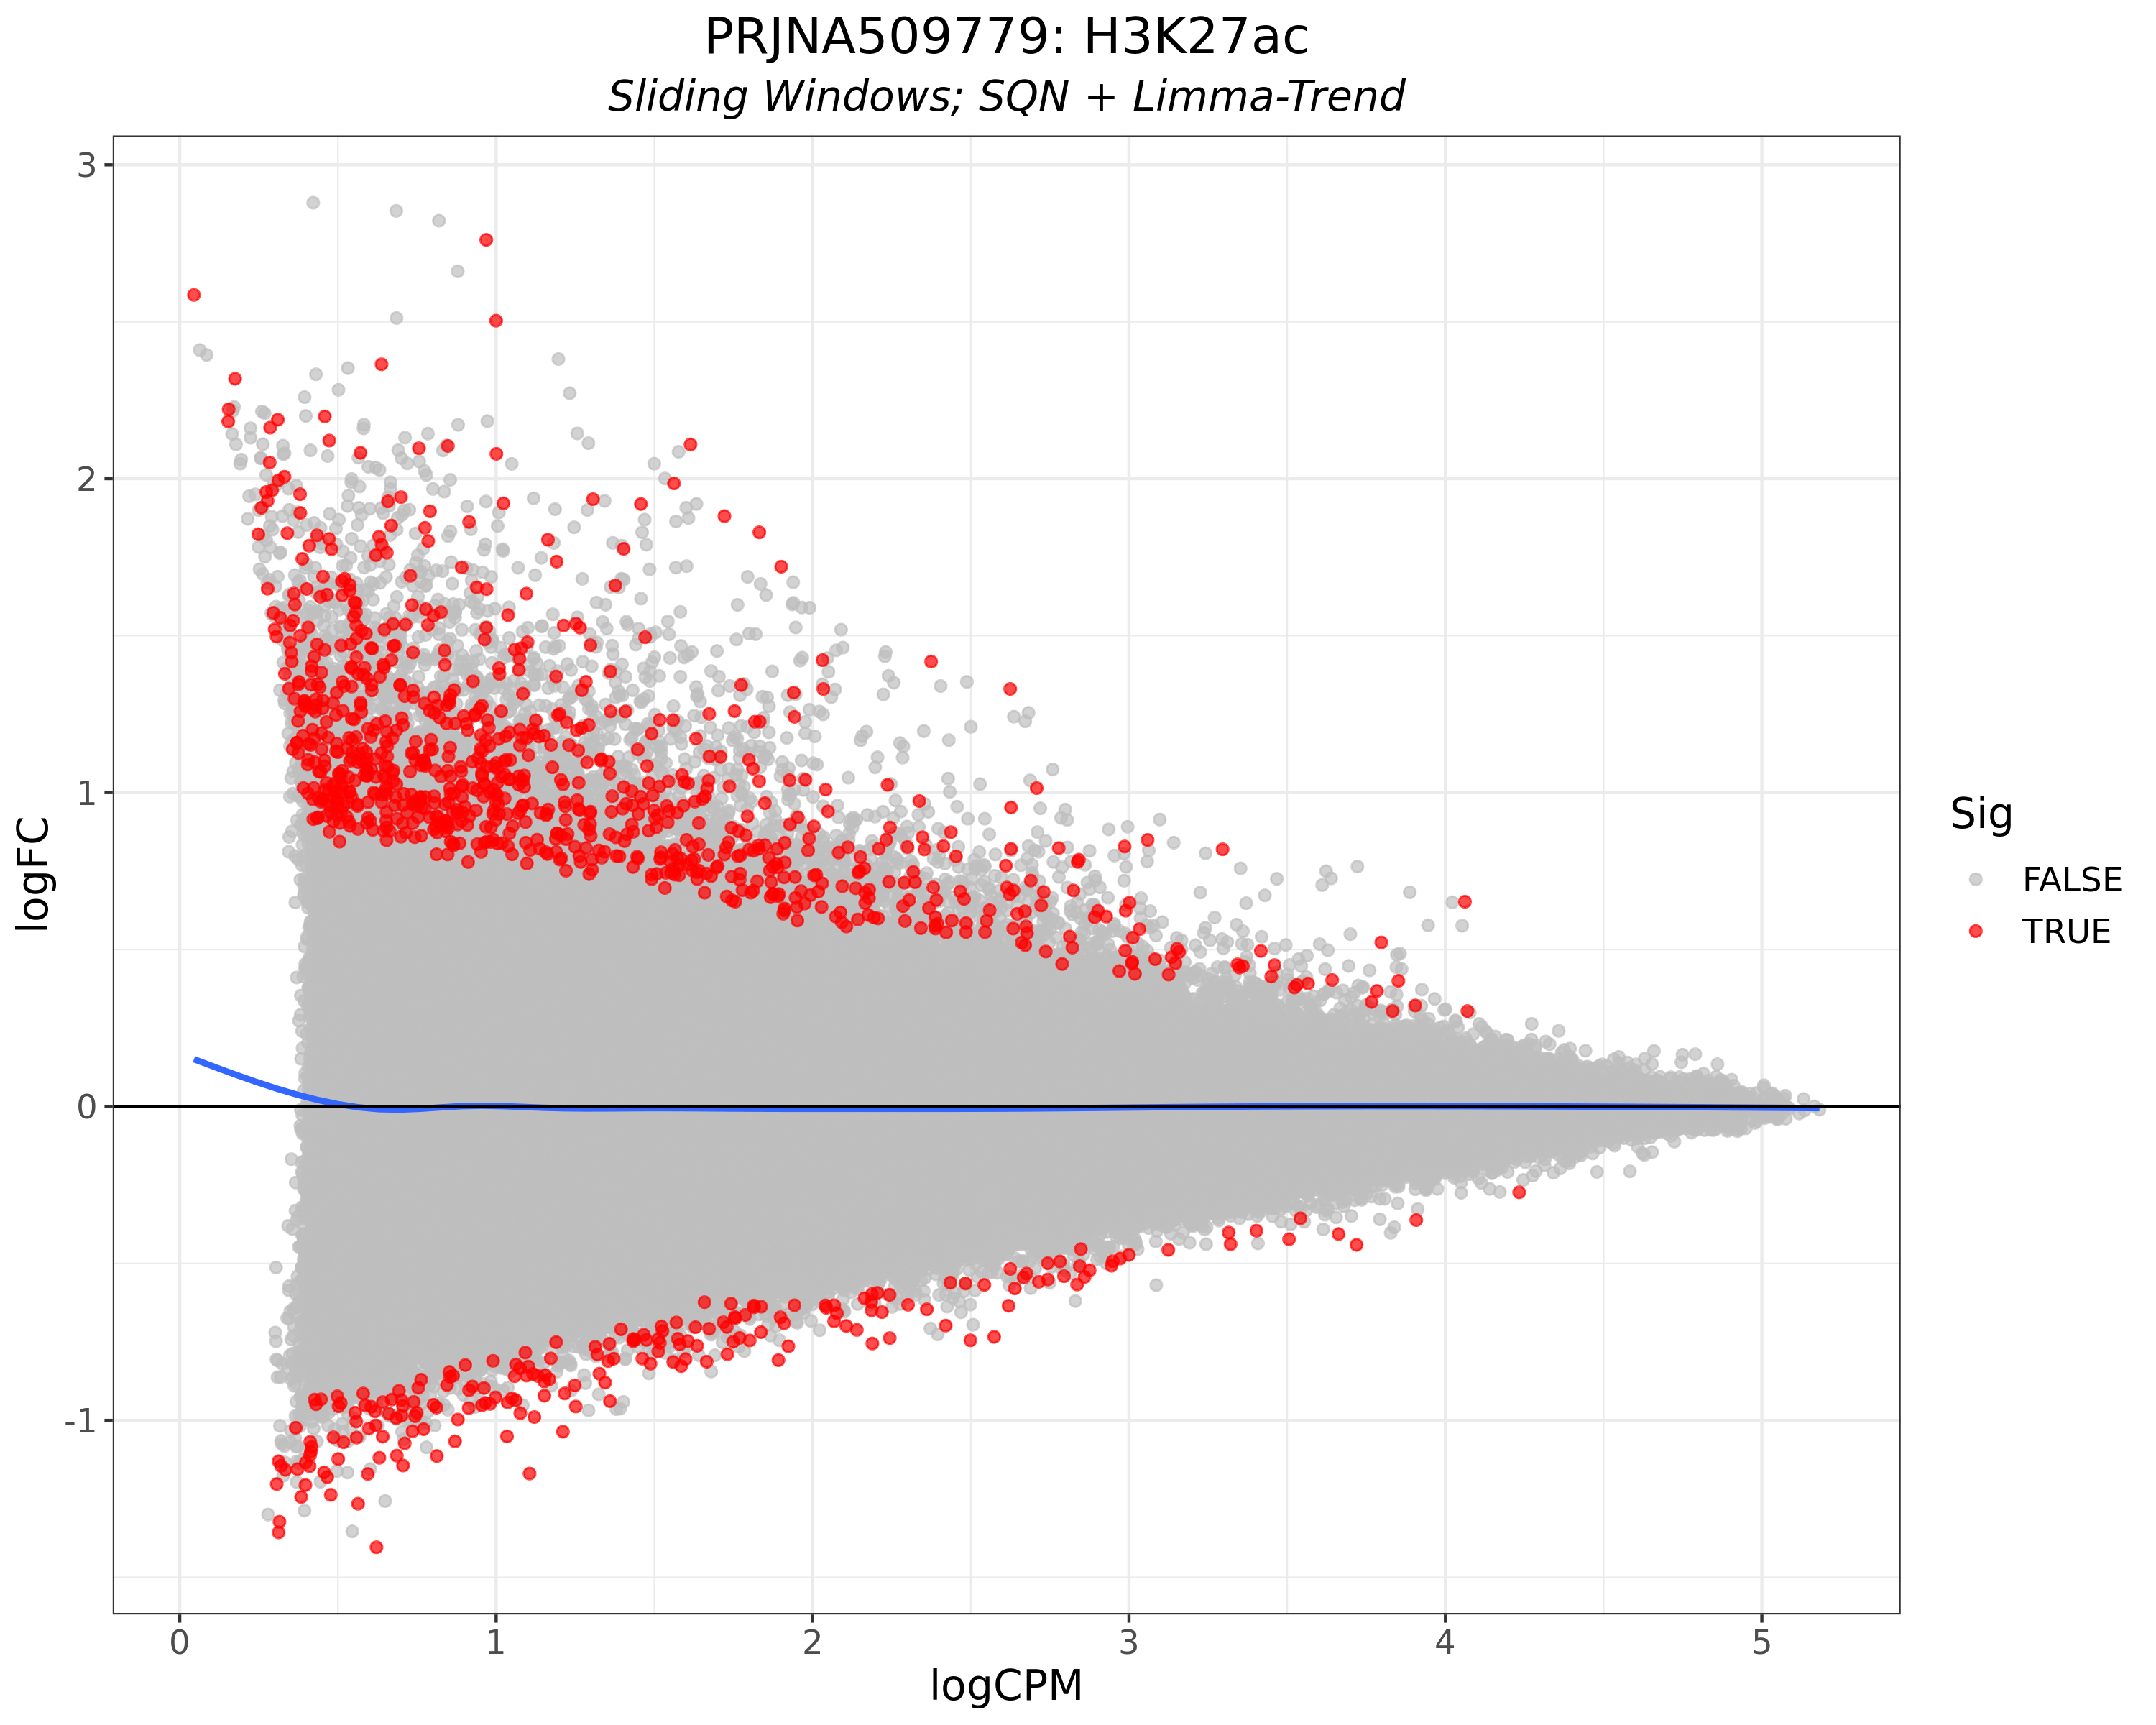 PRJNA509779: H3K27ac
Sliding Windows; SQN + Limma-Trend
3
2
1
0
-1
logFC
0 1 2 3 4 5
logCPM
Sig
FALSE
TRUE